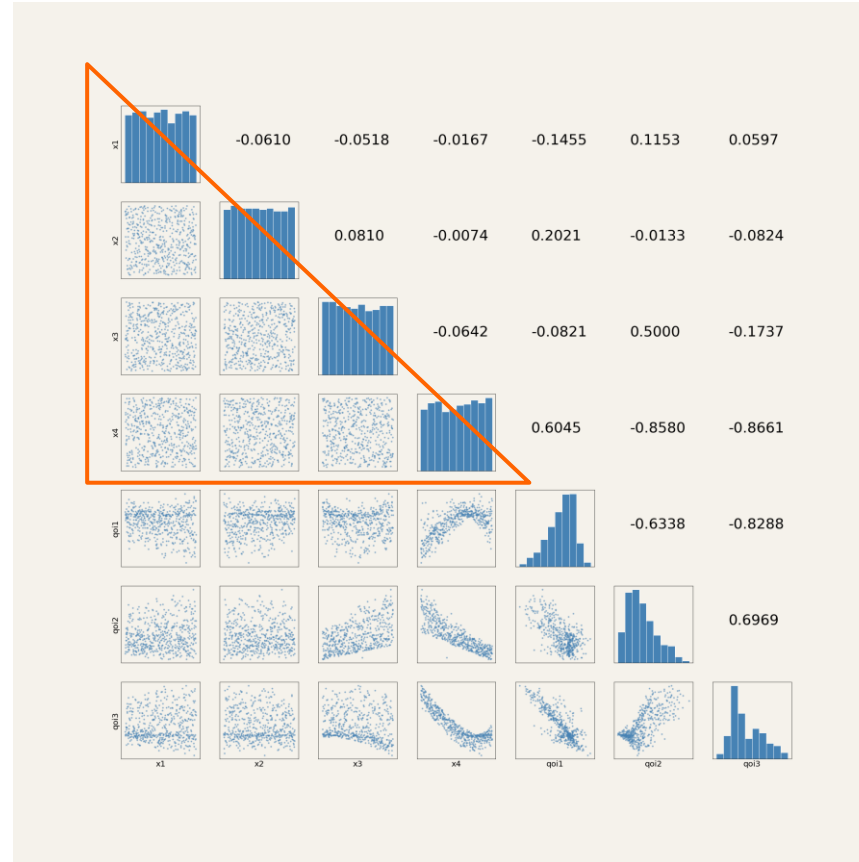 x1
-0.0610 -0.0518 -0.0167 -0.1455 0.1153 0.0597
x2
0.0810 -0.0074 0.2021 -0.0133 -0.0824
x3
-0.0642 -0.0821 0.5000 -0.1737
x4
0.6045 -0.8580 -0.8661
qoi1
-0.6338 -0.8288
qoi2
0.6969
qoi3
x1 x2 x3 x4 qoi1 qoi2 qoi3